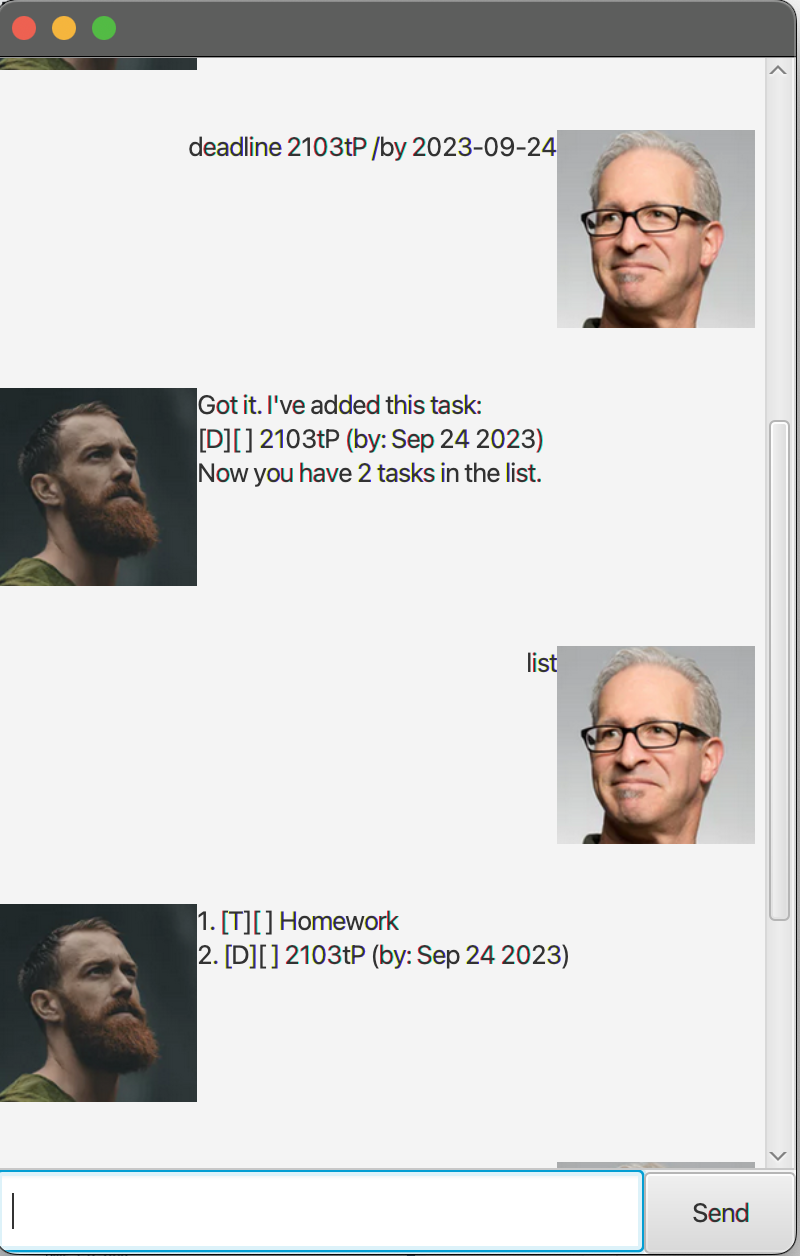 deadline 2103tP /by 2023-09-24
Got it. I've added this task:
[D][ ] 2103tP (by: Sep 24 2023)
Now you have 2 tasks in the list.
list
1. [T][ ] Homework
2. [D][ ] 2103tP (by: Sep 24 2023)
Send